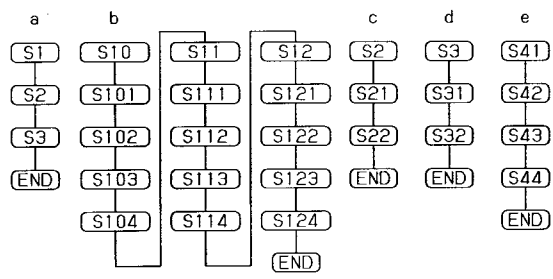 a b c d e
S1 S10 S11 S12 S2 S3 S41
S2 S101 S111 S121 S21 S31 S42
S3 S102 S112 S122 S22 S32 S43
END S103 S113 S123 END END S44
S104 S114 S124 END
END